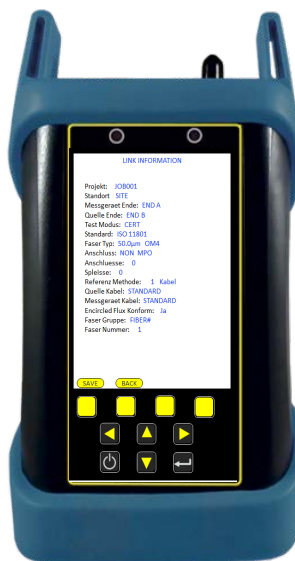 LINK INFORMATION
Projekt: JOB001
Standort SITE
Messgeraet Ende: END A
Quelle Ende: END B
Test Modus: CERT
Standard: ISO 11801
Faser Typ: 50.0µm OM4
Anschluss: NON MPO
Anschluesse: 0
Spleisse: 0
Referenz Methode: 1 Kabel
Quelle Kabel: STANDARD
Messgeraet Kabel: STANDARD
Encircled Flux Konform: Ja
Faser Gruppe: FIBER#
Faser Nummer: 1
SAVE BACK